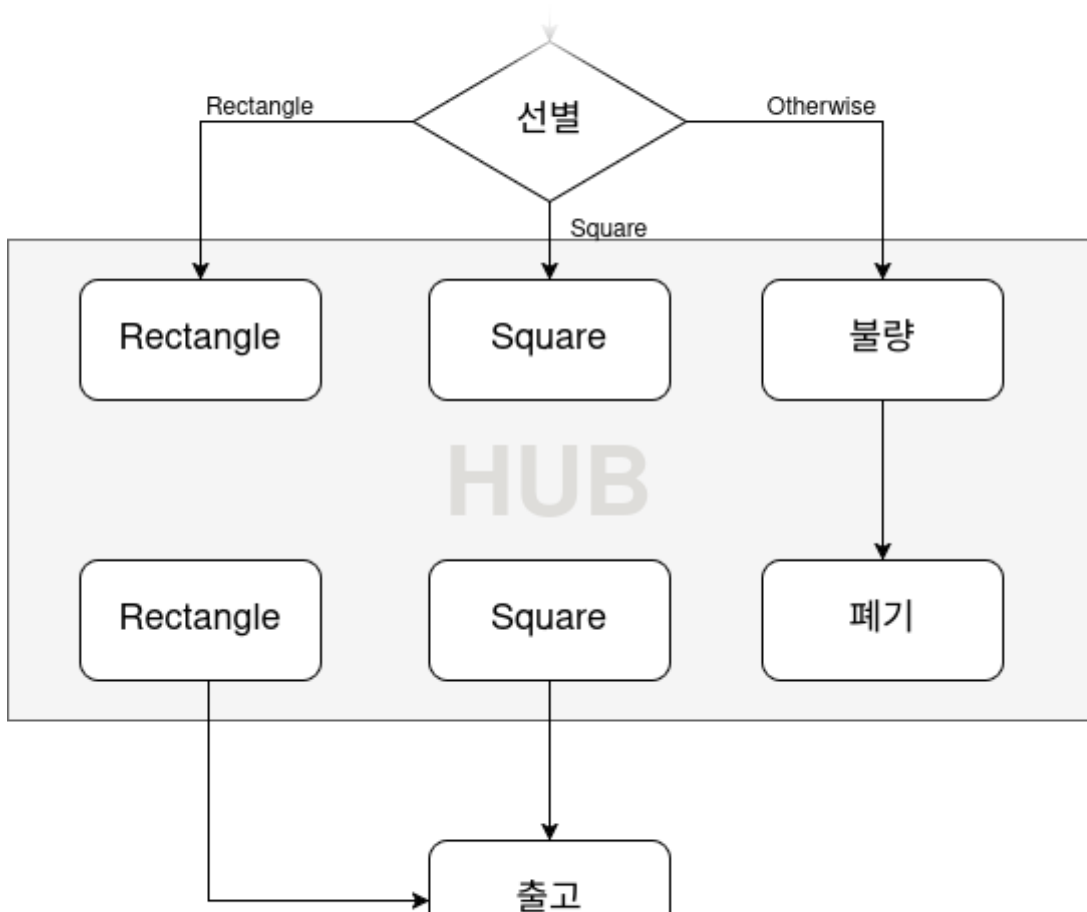 선별
Rectangle
Otherwise
Square
Rectangle
Square
불량
HUB
Rectangle
Square
폐기
출고